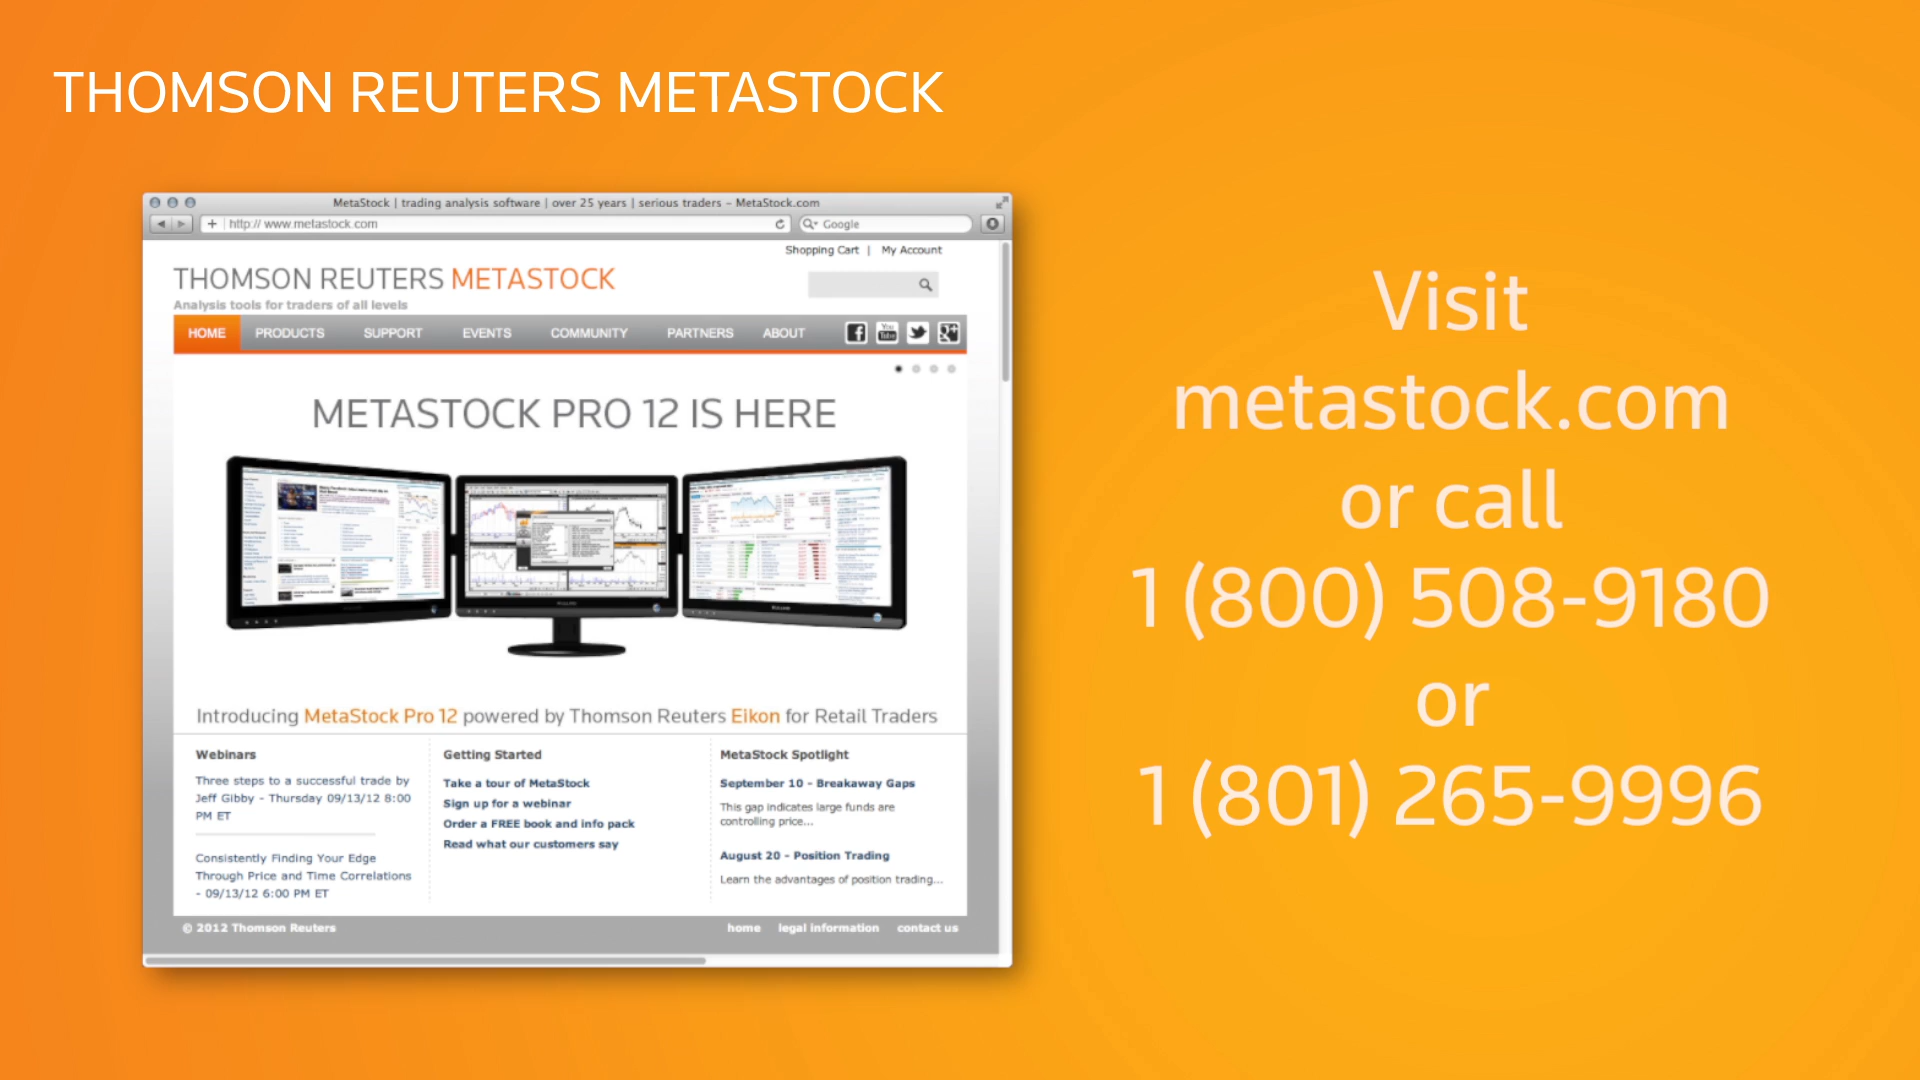 THOMSON REUTERS METASTOCK
MetaStock | trading analysis software | over 25 years | serious traders – MetaStock.com
http:// www.metastock.com
Google
Shopping Cart | My Account
THOMSON REUTERS METASTOCK
Analysis tools for traders of all levels
HOME PRODUCTS SUPPORT EVENTS COMMUNITY PARTNERS ABOUT
METASTOCK PRO 12 IS HERE
Introducing MetaStock Pro 12 powered by Thomson Reuters Eikon for Retail Traders
Webinars
Three steps to a successful trade by
Jeff Gibby - Thursday 09/13/12 8:00
PM ET
Consistently Finding Your Edge
Through Price and Time Correlations
- 09/13/12 6:00 PM ET
Getting Started
Take a tour of MetaStock
Sign up for a webinar
Order a FREE book and info pack
Read what our customers say
MetaStock Spotlight
September 10 - Breakaway Gaps
This gap indicates large funds are
controlling price...
August 20 - Position Trading
Learn the advantages of position trading...
© 2012 Thomson Reuters
home legal information contact us
Visit
metastock.com
or call
1 (800) 508-9180
or
1 (801) 265-9996